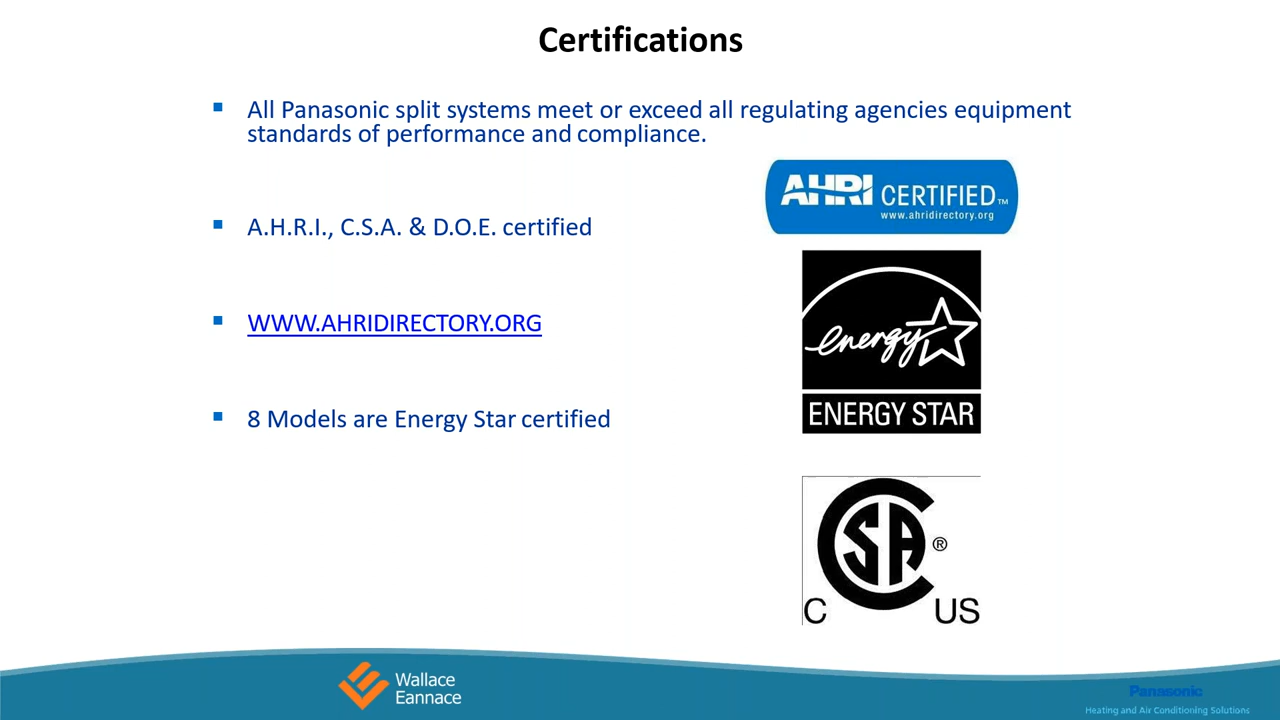 Certifications
All Panasonic split systems meet or exceed all regulating agencies equipment
standards of performance and compliance.
AHRI CERTIFIED™
www.ahridirectory.org
A.H.R.I., C.S.A. & D.O.E. certified
WWW.AHRIDIRECTORY.ORG
energy
ENERGY STAR
8 Models are Energy Star certified
CSA®
C US
Wallace
Eannace
Panasonic
Heating and Air Conditioning Solutions